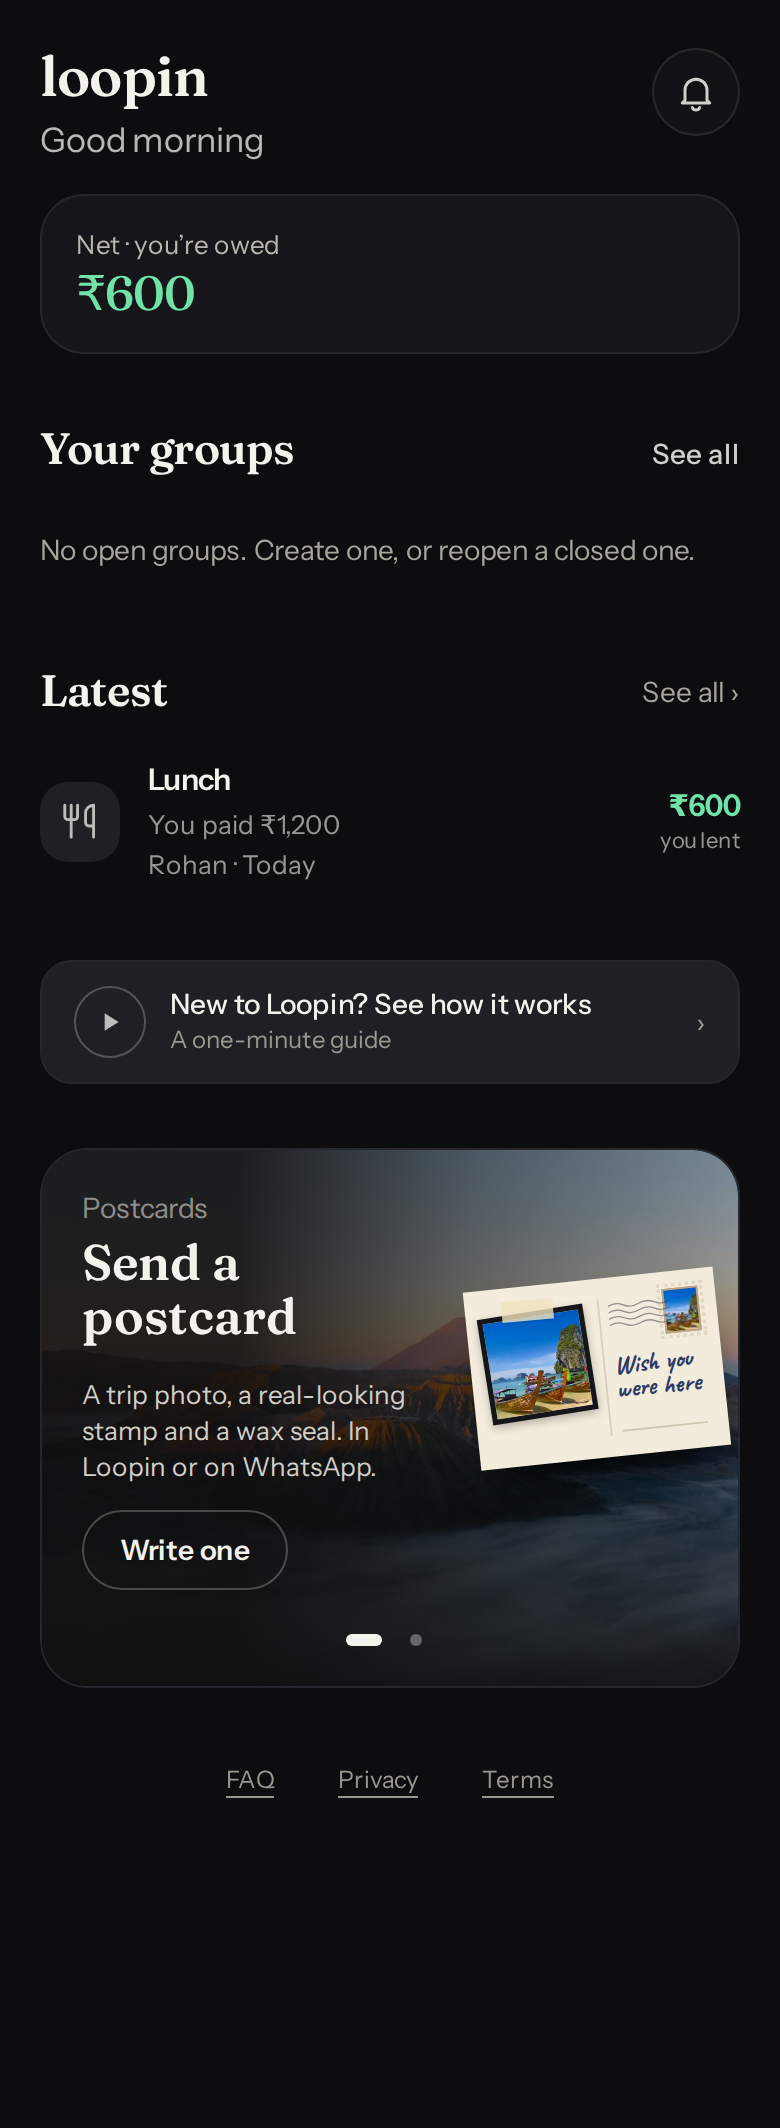 loopin
Good morning
Net · you’re owed
₹600
Your groups
See all
No open groups. Create one, or reopen a closed one.
Latest
See all ›
Lunch
You paid ₹1,200
Rohan · Today
₹600
you lent
New to Loopin? See how it works
A one-minute guide
›
Postcards
Send a
postcard
A trip photo, a real-looking
stamp and a wax seal. In
Loopin or on WhatsApp.
Wish you
were here
Write one
FAQ
Privacy
Terms